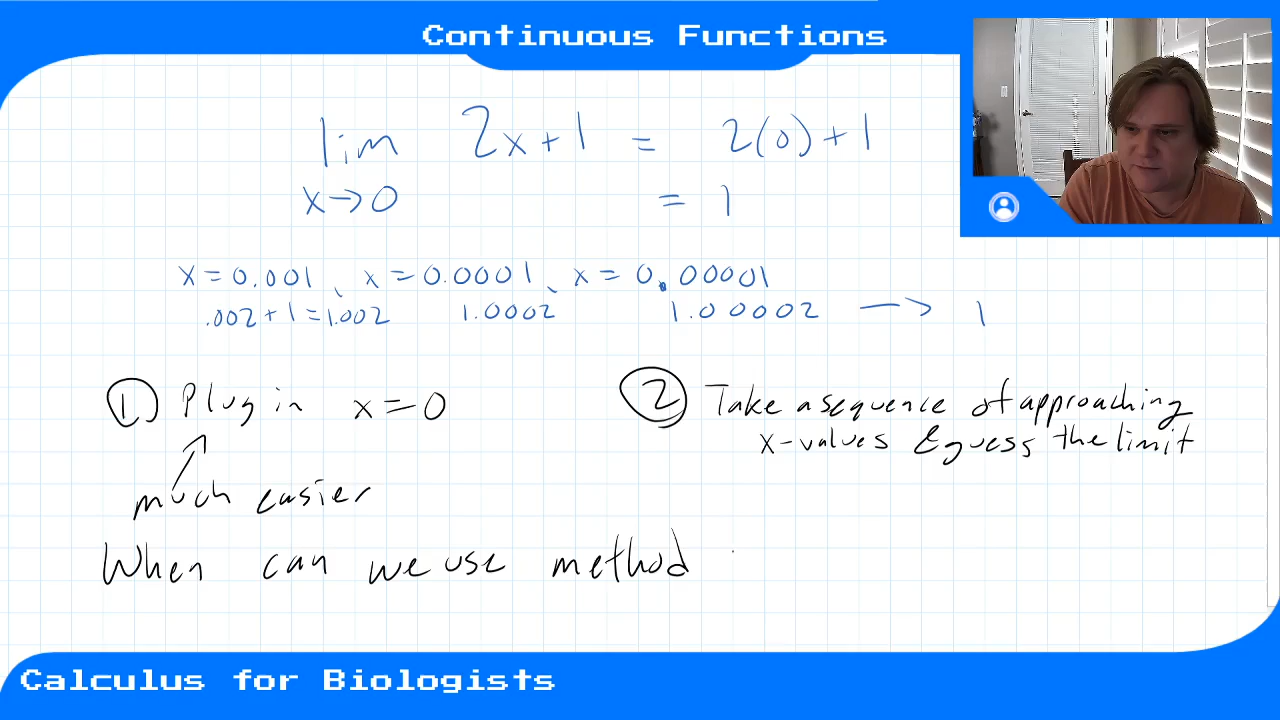 Continuous Functions
lim 2x+1 = 2(0)+1
x→0 = 1
x=0.001, x=0.0001, x=0.00001
.002+1=1.002 1.0002 1.00002 → 1
1. Plug in x=0
2 Take a sequence of approaching
x-values & guess the limit
much easier
When can we use method
Calculus for Biologists